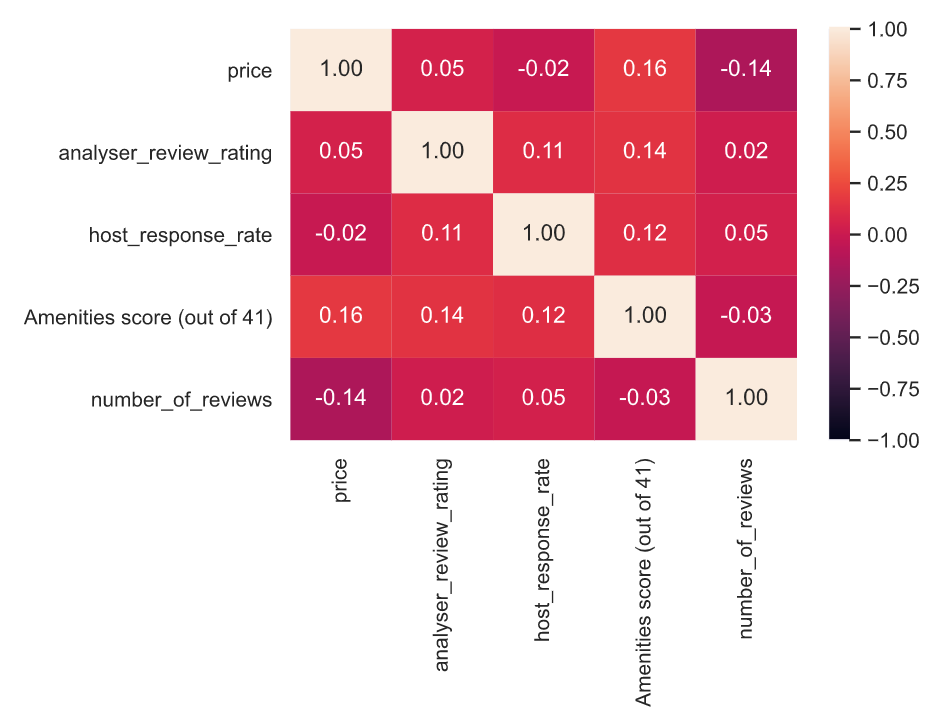 price 1.00 0.05 -0.02 0.16 -0.14
analyser_review_rating 0.05 1.00 0.11 0.14 0.02
host_response_rate -0.02 0.11 1.00 0.12 0.05
Amenities score (out of 41) 0.16 0.14 0.12 1.00 -0.03
number_of_reviews -0.14 0.02 0.05 -0.03 1.00
price
analyser_review_rating
host_response_rate
Amenities score (out of 41)
number_of_reviews
1.00
0.75
0.50
0.25
0.00
−0.25
−0.50
−0.75
−1.00